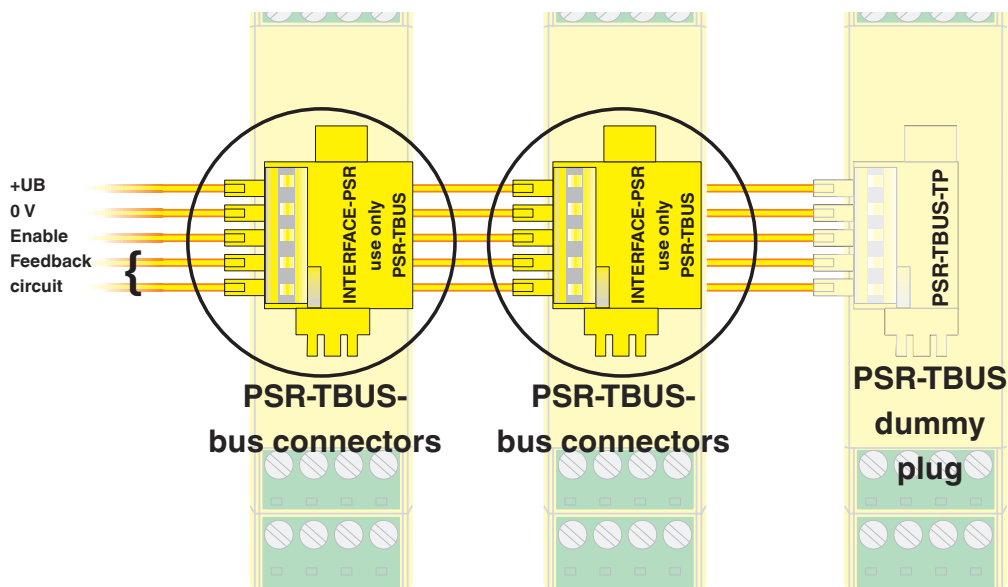 +UB
0 V
Enable
Feedback
circuit
{
INTERFACE-PSR
use only
PSR-TBUS
INTERFACE-PSR
use only
PSR-TBUS
PSR-TBUS-TP
PSR-TBUS-
bus connectors
PSR-TBUS-
bus connectors
PSR-TBUS
dummy
plug